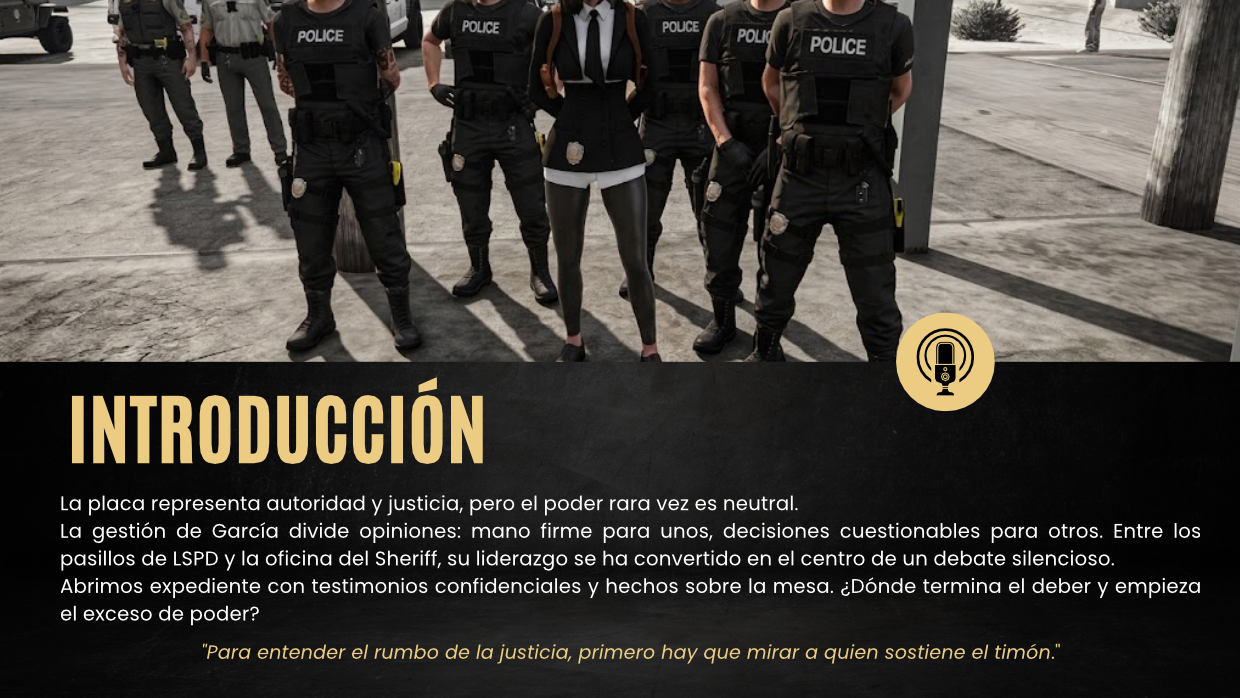 POLICE
POLICE
POLICE
POLIC
POLICE
INTRODUCCIÓN
La placa representa autoridad y justicia, pero el poder rara vez es neutral.
La gestión de García divide opiniones: mano firme para unos, decisiones cuestionables para otros. Entre los
pasillos de LSPD y la oficina del Sheriff, su liderazgo se ha convertido en el centro de un debate silencioso.
Abrimos expediente con testimonios confidenciales y hechos sobre la mesa. ¿Dónde termina el deber y empieza
el exceso de poder?
"Para entender el rumbo de la justicia, primero hay que mirar a quien sostiene el timón."